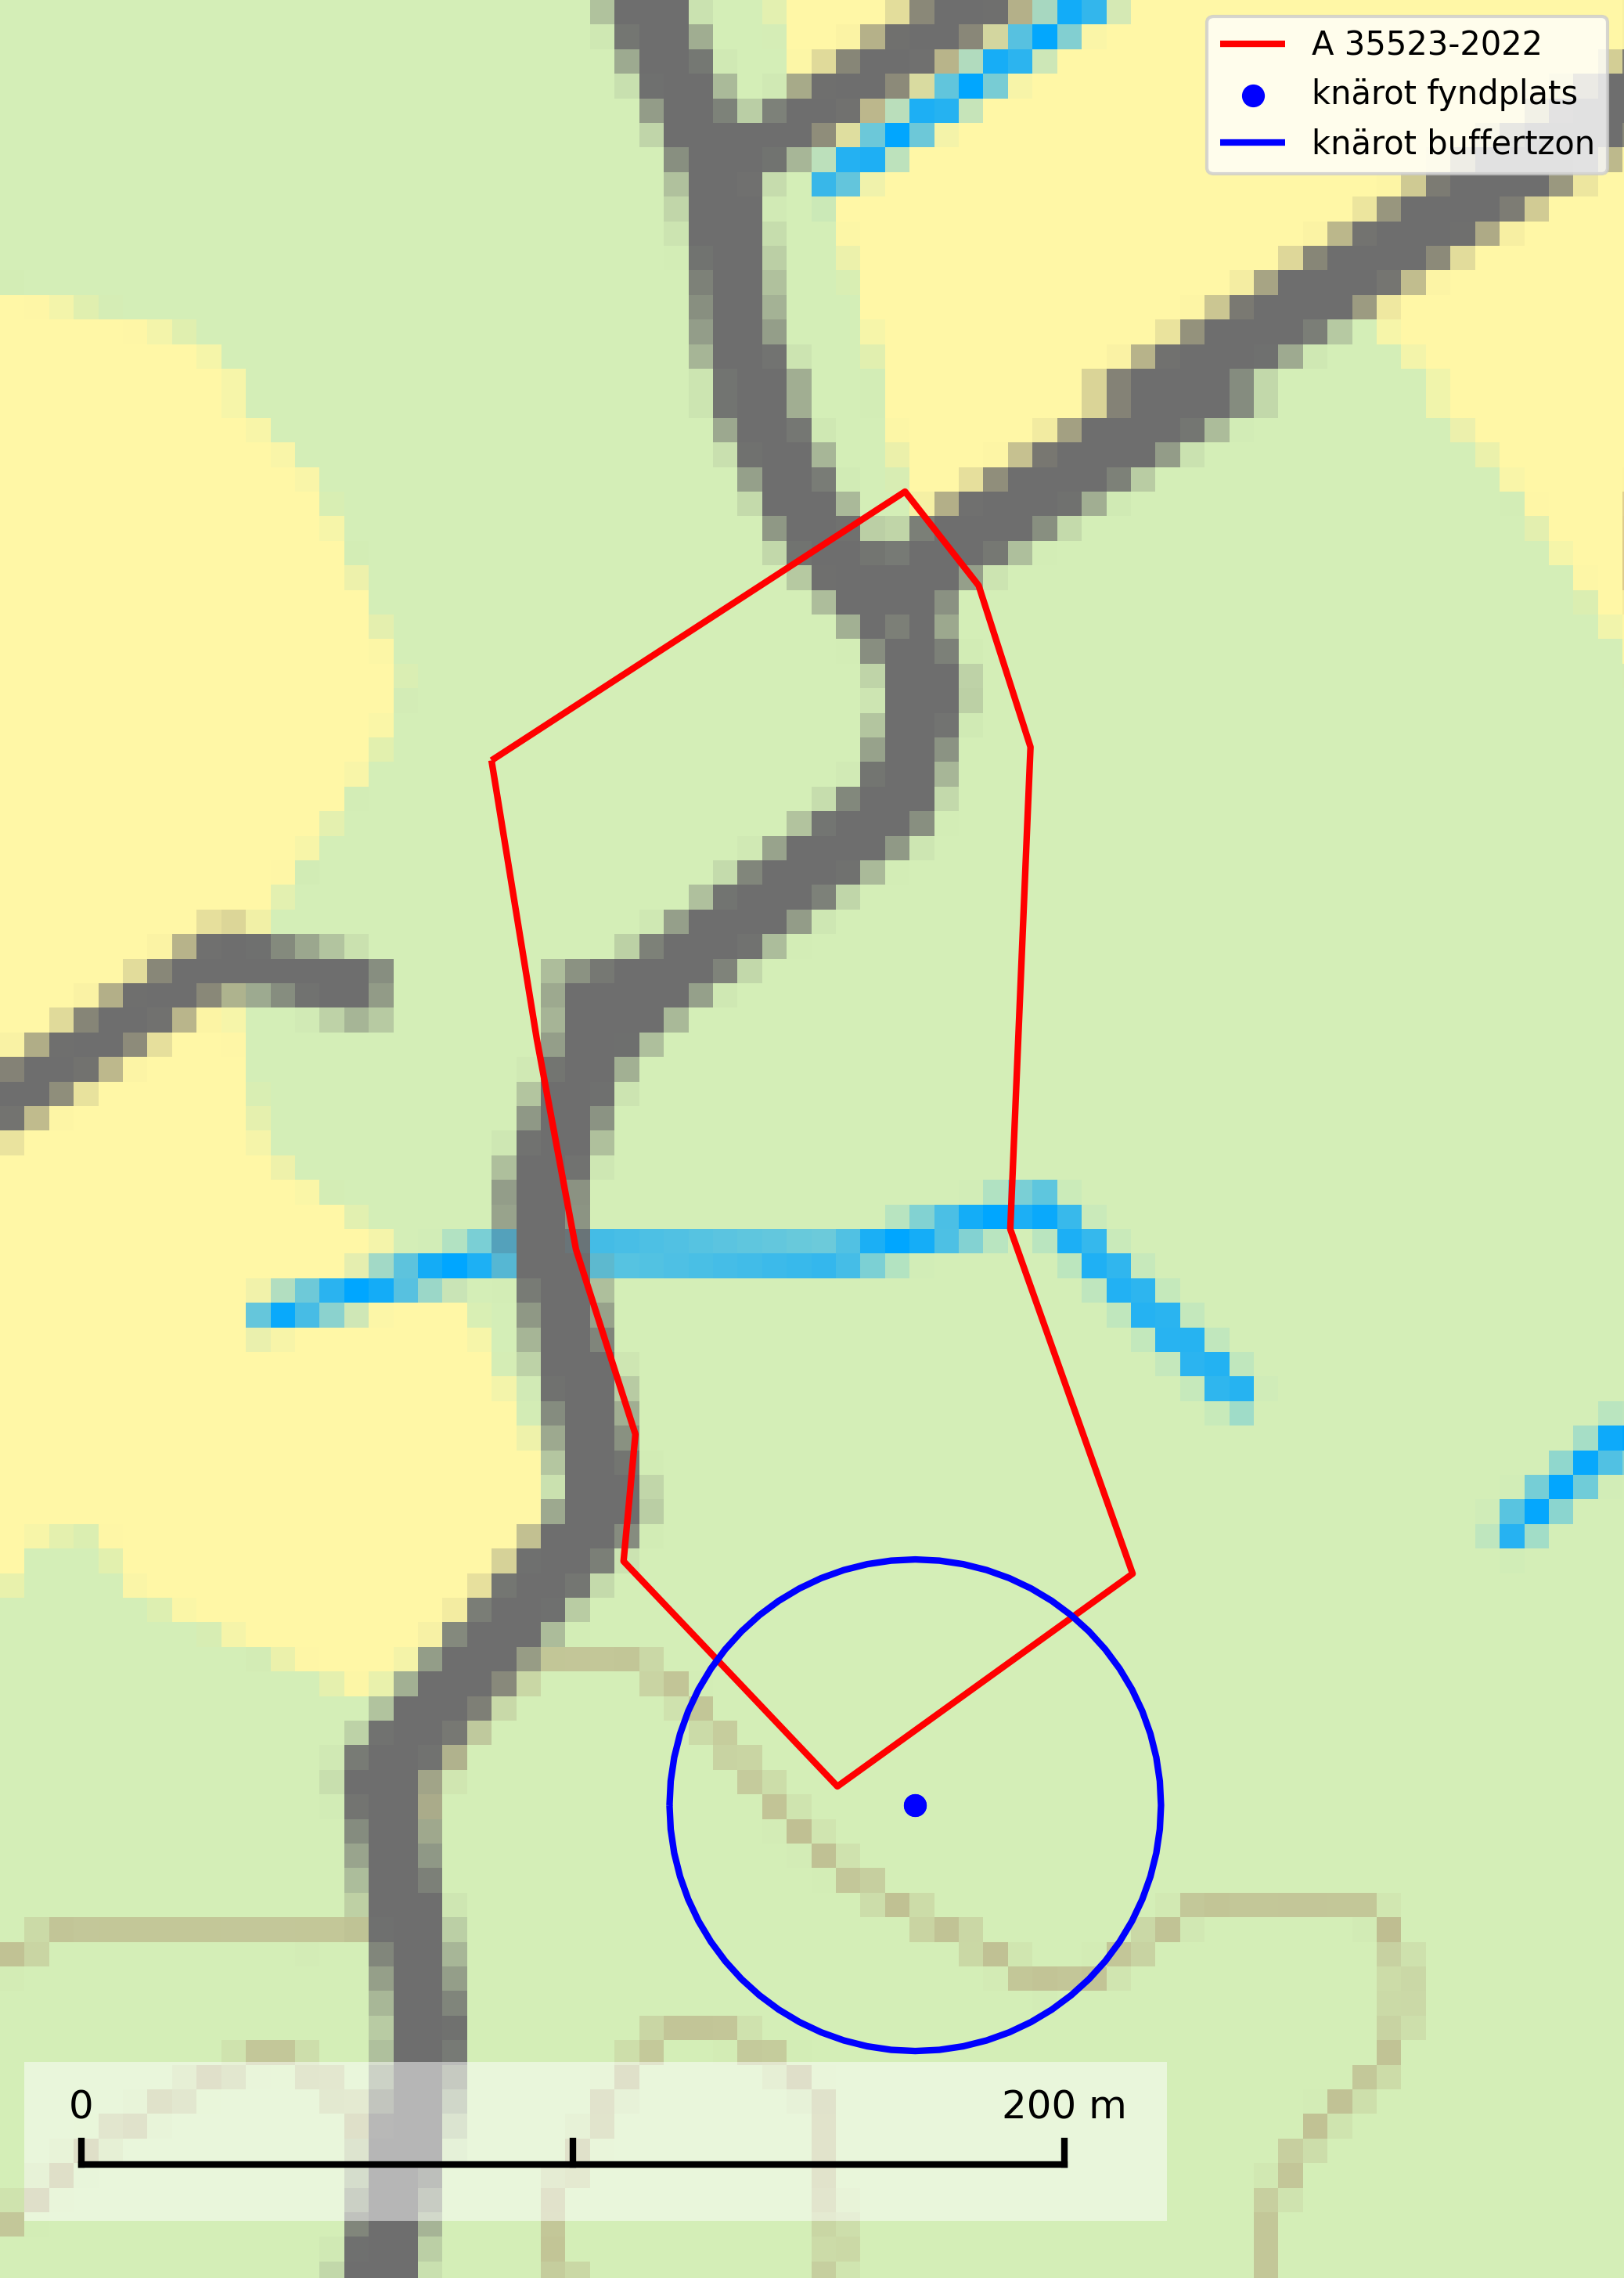 A 35523-2022
knärot fyndplats
knärot buffertzon
0
200 m